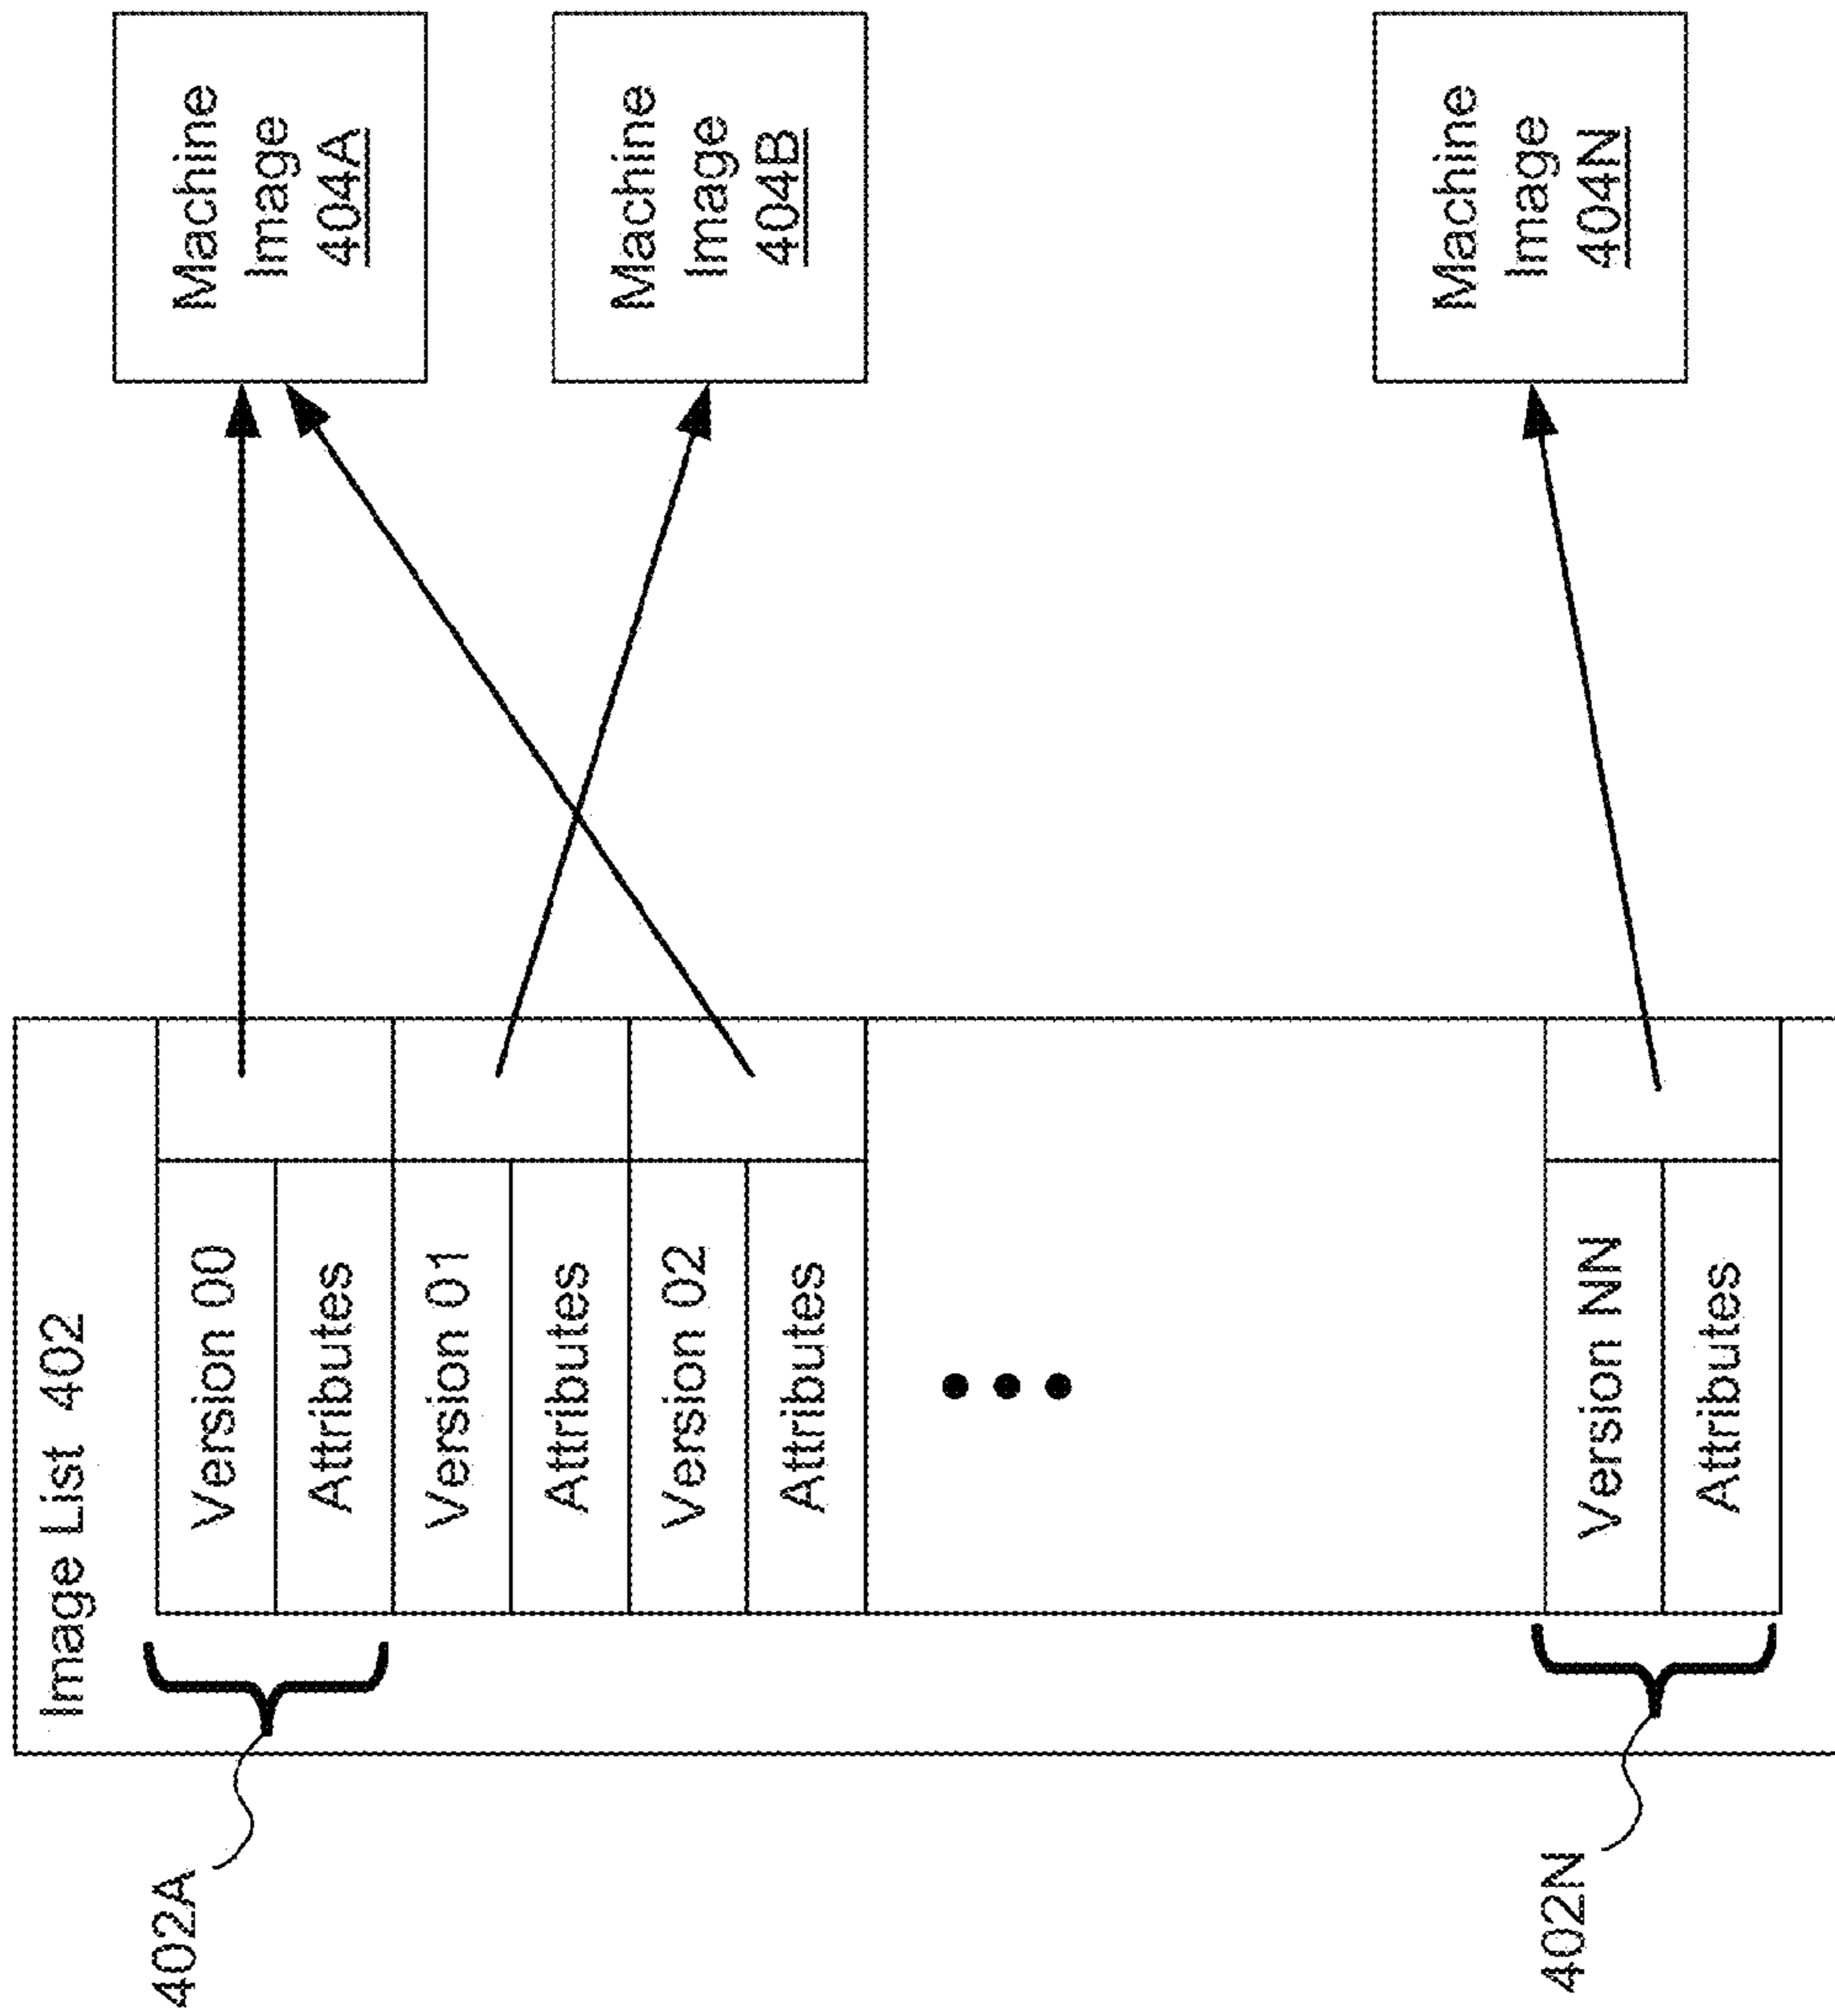 Image List 402
402A
Version 00
Attributes
Version 01
Attributes
Version 02
Attributes
402N
Version NN
Attributes
Machine
Image
404A
Machine
Image
404B
Machine
Image
404N